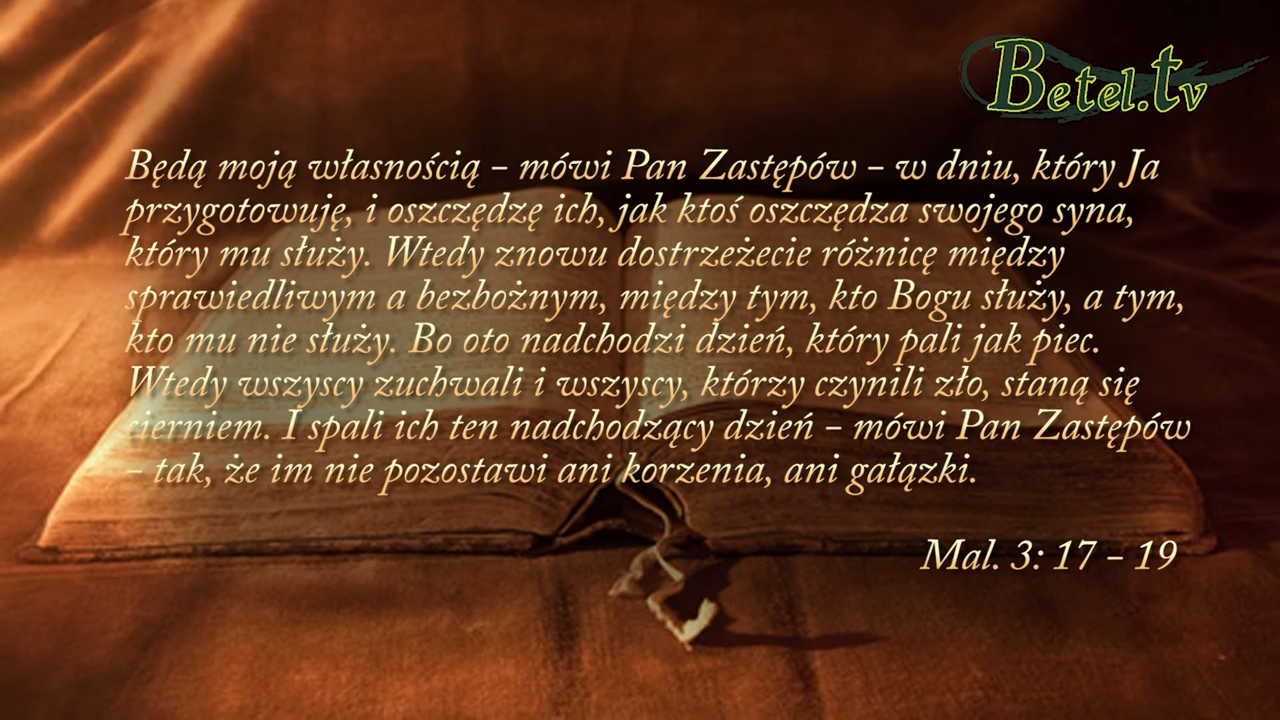 Betel.tv
Będą moją własnością – mówi Pan Zastępów – w dniu, który Ja
przygotowuję, i oszczędzę ich, jak ktoś oszczędza swojego syna,
który mu służy. Wtedy znowu dostrzeżecie różnicę między
sprawiedliwym a bezbożnym, między tym, kto Bogu służy, a tym,
kto mu nie służy. Bo oto nadchodzi dzień, który pali jak piec.
Wtedy wszyscy zuchwali i wszyscy, którzy czynili zło, staną się
cierniem. I spali ich ten nadchodzący dzień – mówi Pan Zastępów
– tak, że im nie pozostawi ani korzenia, ani gałązki.
Mal. 3: 17 – 19